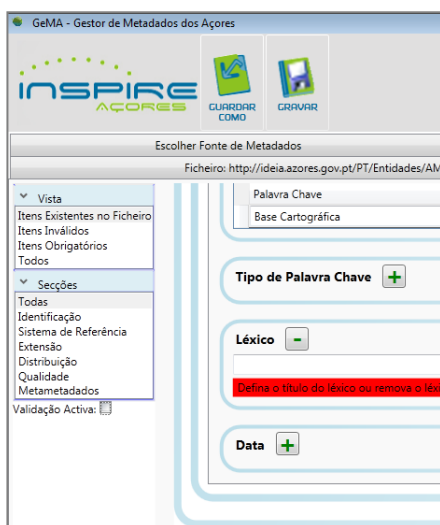 GeMA - Gestor de Metadados dos Açores
INSPIRE
AÇORES
GUARDAR
COMO
GRAVAR
Escolher Fonte de Metadados
Ficheiro: http://ideia.azores.gov.pt/PT/Entidades/AM
Vista
Itens Existentes no Ficheiro
Itens Inválidos
Itens Obrigatórios
Todos
Secções
Todas
Identificação
Sistema de Referência
Extensão
Distribuição
Qualidade
Metametadados
Validação Activa:
Palavra Chave
Base Cartográfica
Tipo de Palavra Chave +
Léxico -
Defina o título do léxico ou remova o léx
Data +